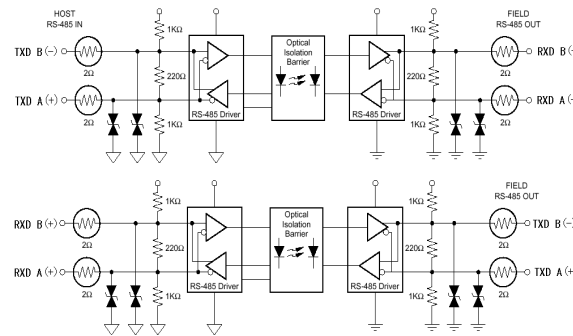 HOST
RS-485 IN
FIELD
RS-485 OUT
1KΩ
1KΩ
Optical
Isolation
Barrier
TXD B(-)
RXD B(-
2Ω
220Ω
220Ω
2Ω
TXD A(+)
RXD A(-
2Ω
1KΩ
RS-485 Driver
RS-485 Driver
1KΩ
2Ω
FIELD
RS-485 OUT
1KΩ
1KΩ
Optical
Isolation
Barrier
RXD B(+)
TXD B(-)
2Ω
220Ω
220Ω
2Ω
RXD A(+)
TXD A(+
2Ω
1KΩ
RS-485 Driver
RS-485 Driver
1KΩ
2Ω